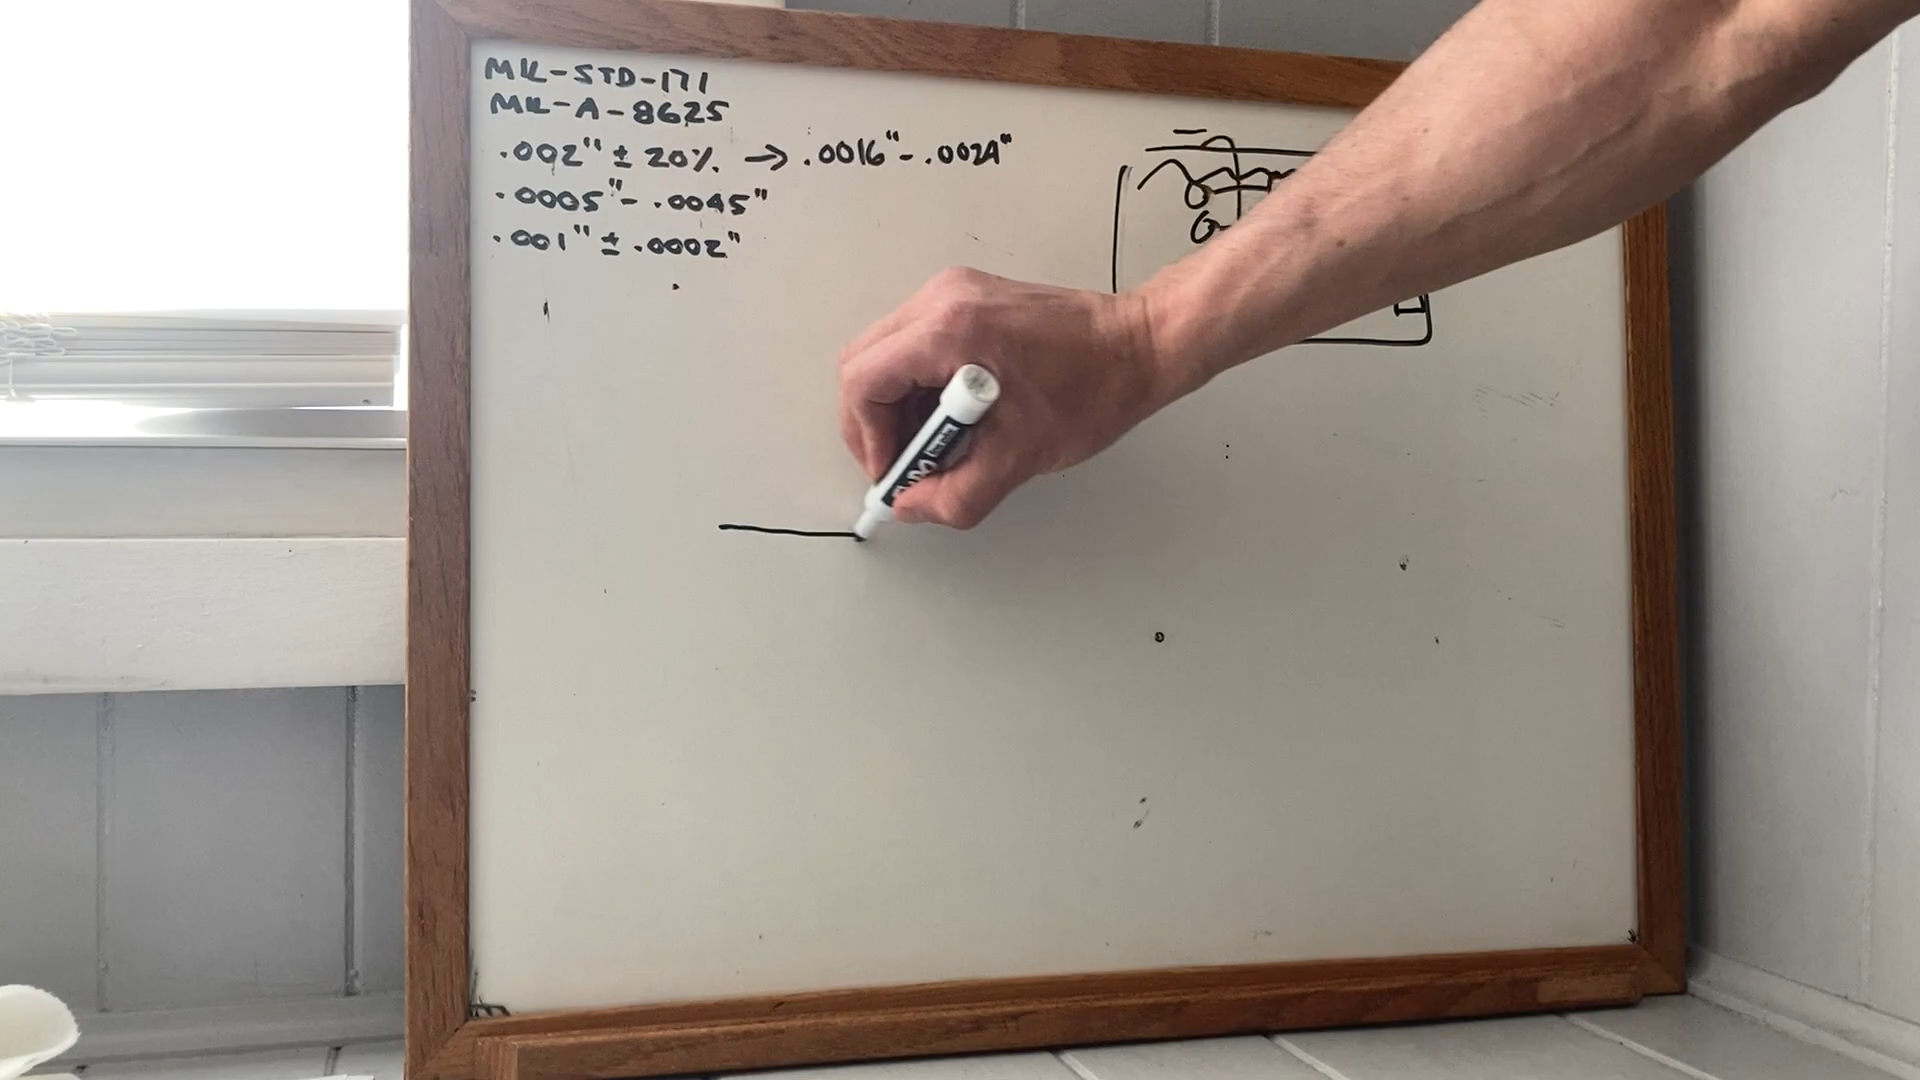 MIL-STD-171
MIL-A-8625
.002" ± 20% → .0016" - .0024"
.0005" - .0045"
.001" ± .0002"